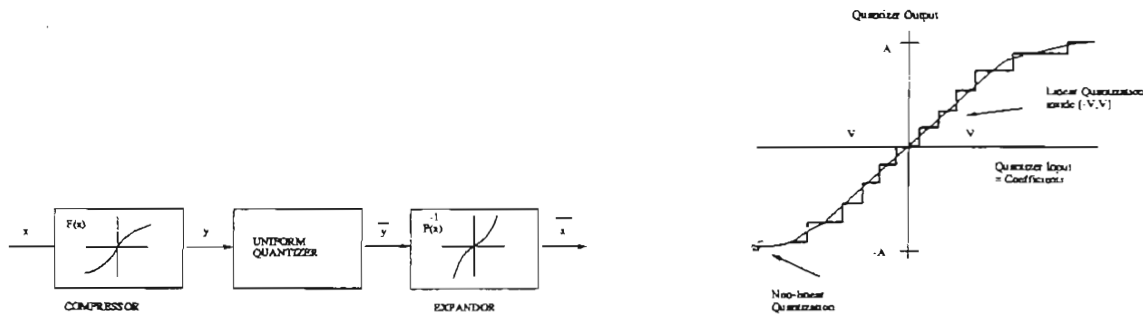 Quantizer Output
A
Linear Quantization
inside [-V,V]
V
V
Quantizer Input
= Coefficients
-A
Non-linear
Quantization
x
F(x)
y
UNIFORM
QUANTIZER
y
-1
F(x)
x
COMPRESSOR
EXPANDOR